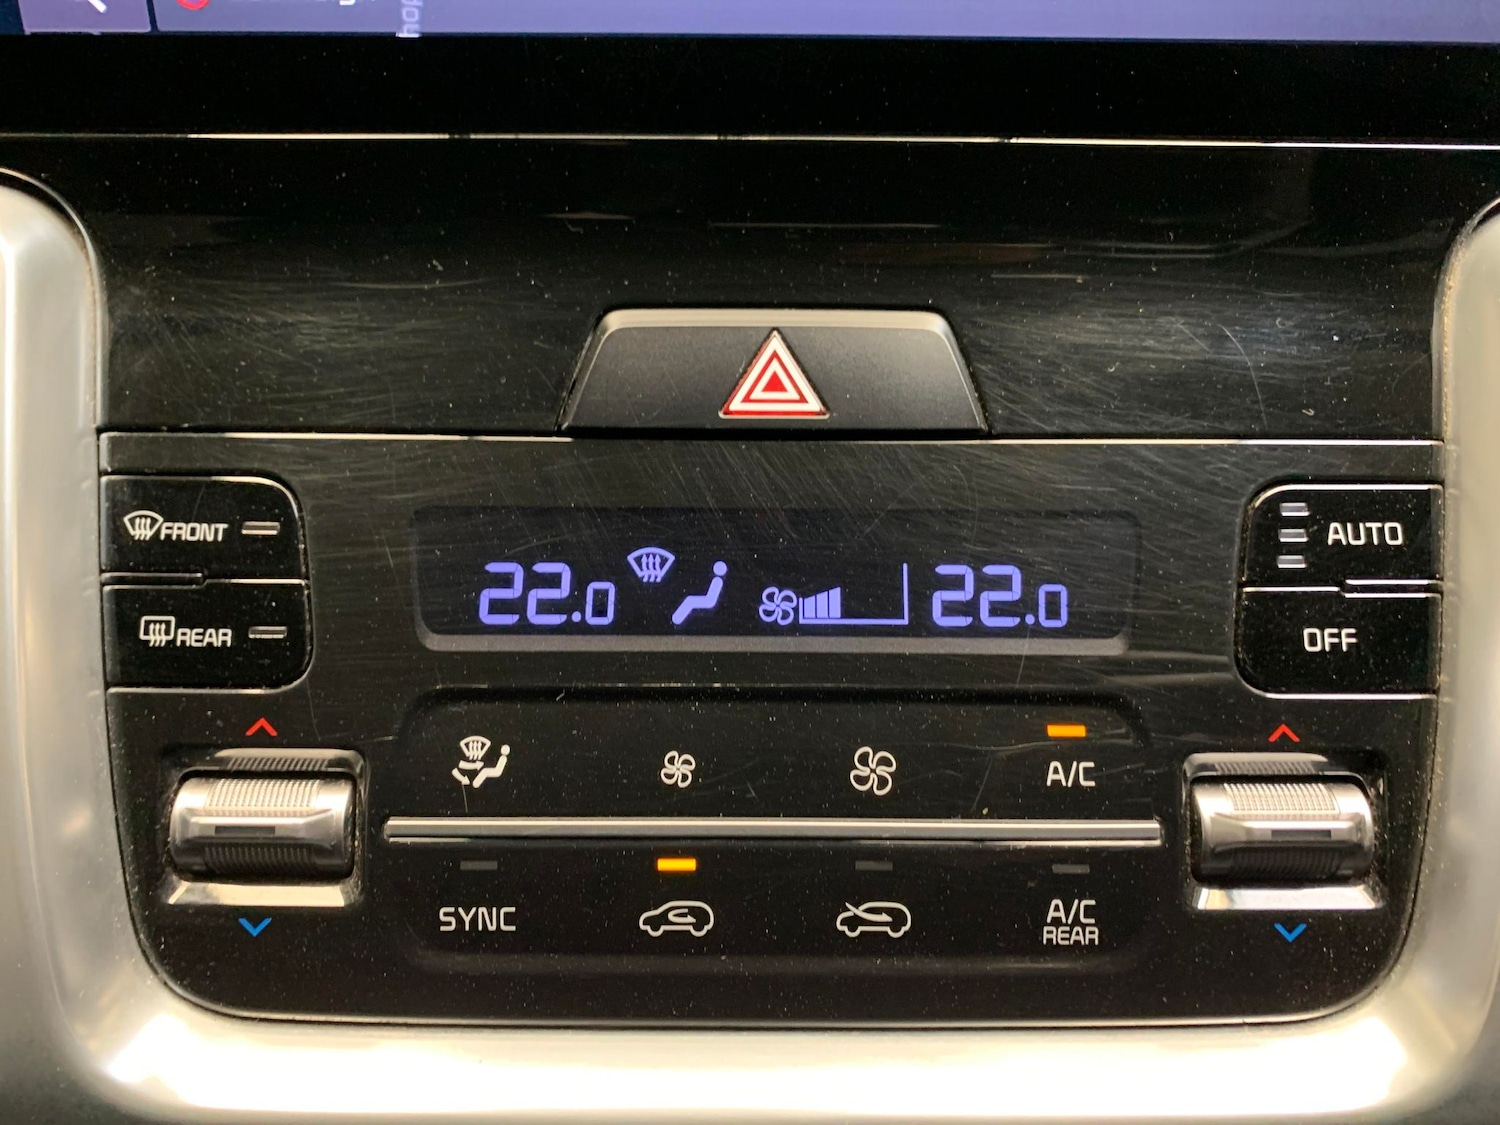 FRONT
22.0
22.0
AUTO
REAR
OFF
A/C
SYNC
A/C
REAR